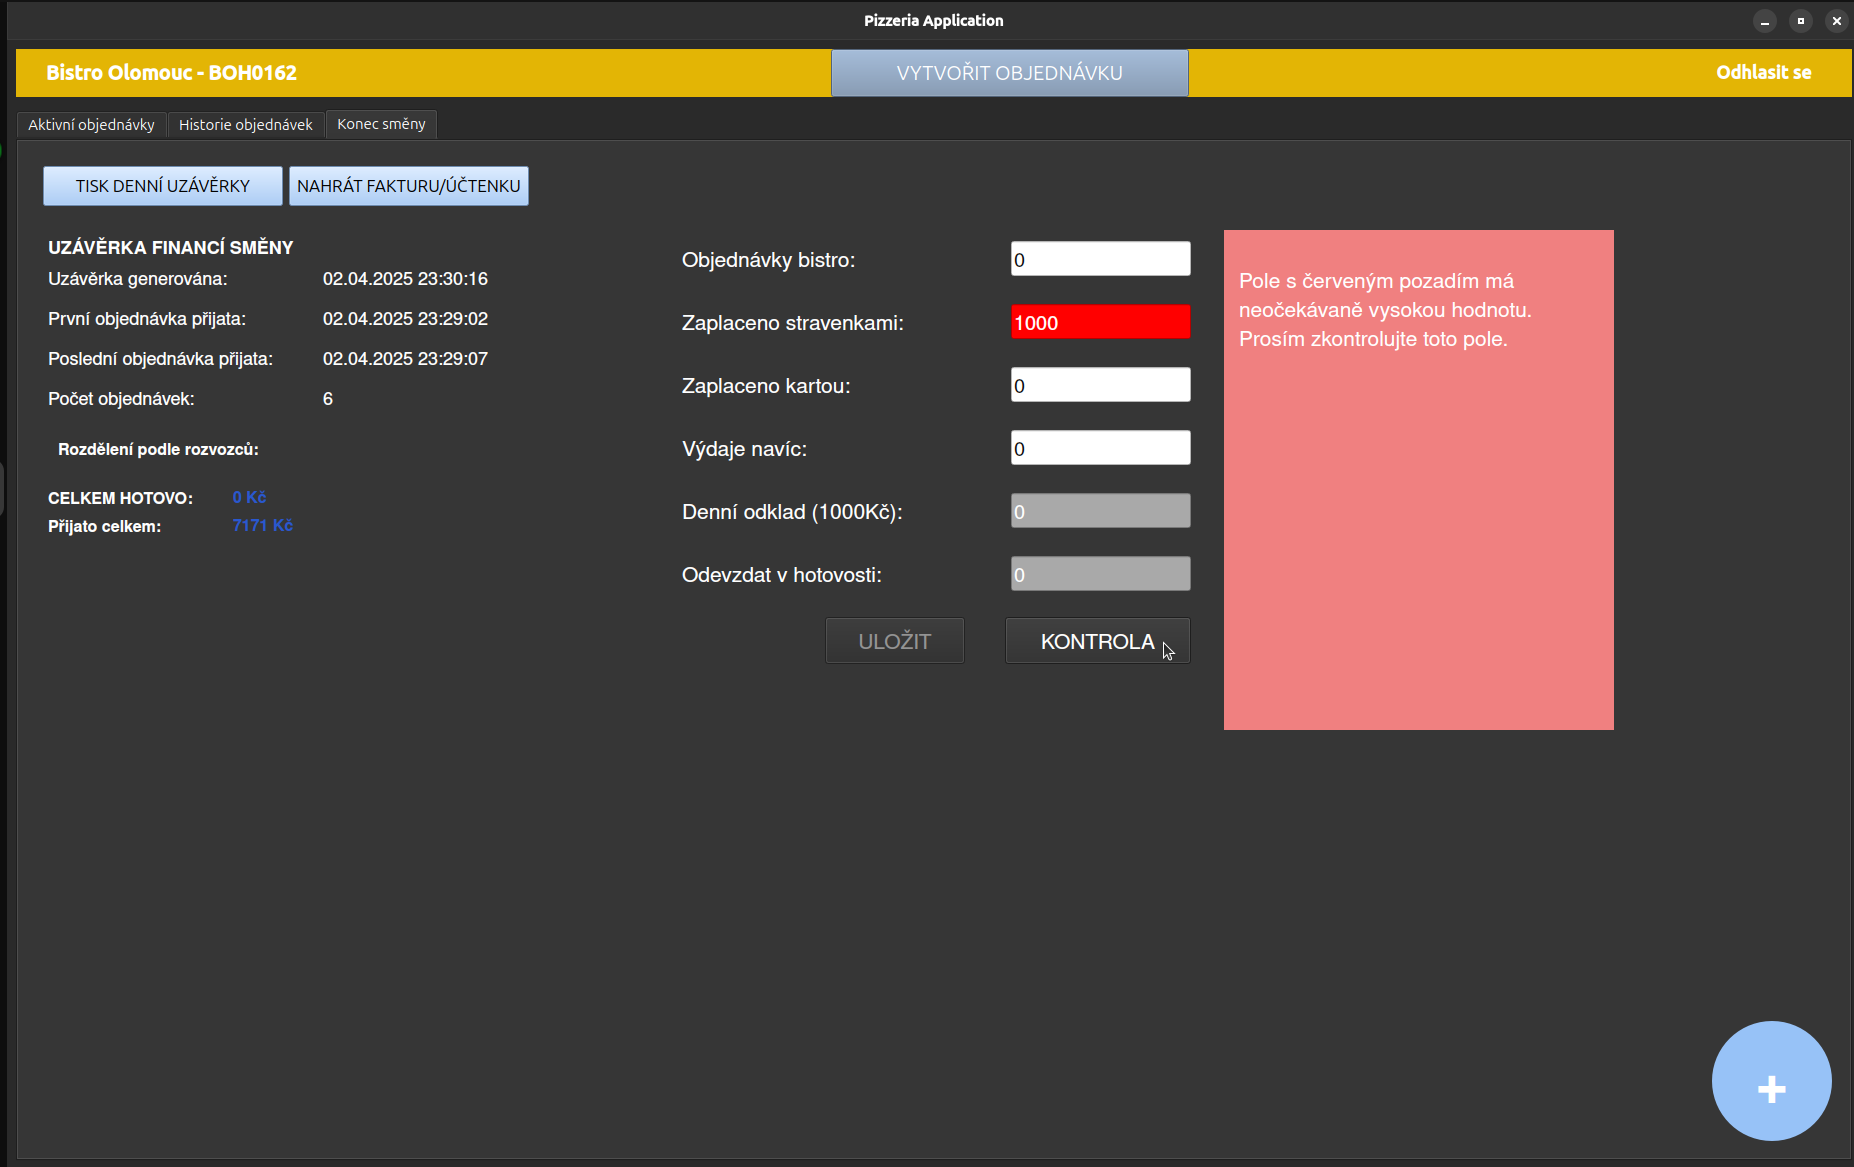 Pizzeria Application
Bistro Olomouc - BOH0162
VYTVOŘIT OBJEDNÁVKU
Odhlasit se
Aktivní objednávky
Historie objednávek
Konec směny
TISK DENNÍ UZÁVĚRKY
NAHRÁT FAKTURU/ÚČTENKU
UZÁVĚRKA FINANCÍ SMĚNY
Uzávěrka generována: 02.04.2025 23:30:16
První objednávka přijata: 02.04.2025 23:29:02
Poslední objednávka přijata: 02.04.2025 23:29:07
Počet objednávek: 6
Rozdělení podle rozvozců:
CELKEM HOTOVO: 0 Kč
Přijato celkem: 7171 Kč
Objednávky bistro: 0
Zaplaceno stravenkami: 1000
Zaplaceno kartou: 0
Výdaje navíc: 0
Denní odklad (1000Kč): 0
Odevzdat v hotovosti: 0
ULOŽIT
KONTROLA
Pole s červeným pozadím má
neočekávaně vysokou hodnotu.
Prosím zkontrolujte toto pole.
+